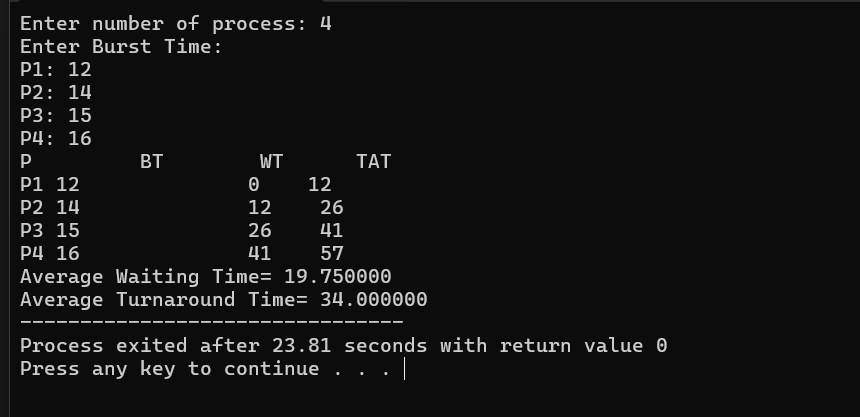 Enter number of process: 4
Enter Burst Time:
P1: 12
P2: 14
P3: 15
P4: 16
P         BT        WT      TAT
P1 12              0    12
P2 14              12    26
P3 15              26    41
P4 16              41    57
Average Waiting Time= 19.750000
Average Turnaround Time= 34.000000
--------------------------------
Process exited after 23.81 seconds with return value 0
Press any key to continue . . .